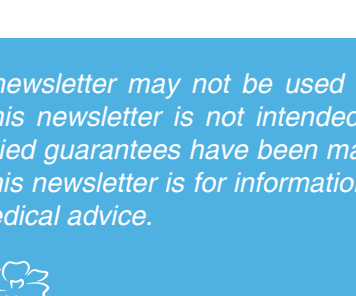 newsletter may not be used
his newsletter is not intended
ied guarantees have been ma
his newsletter is for information
edical advice.